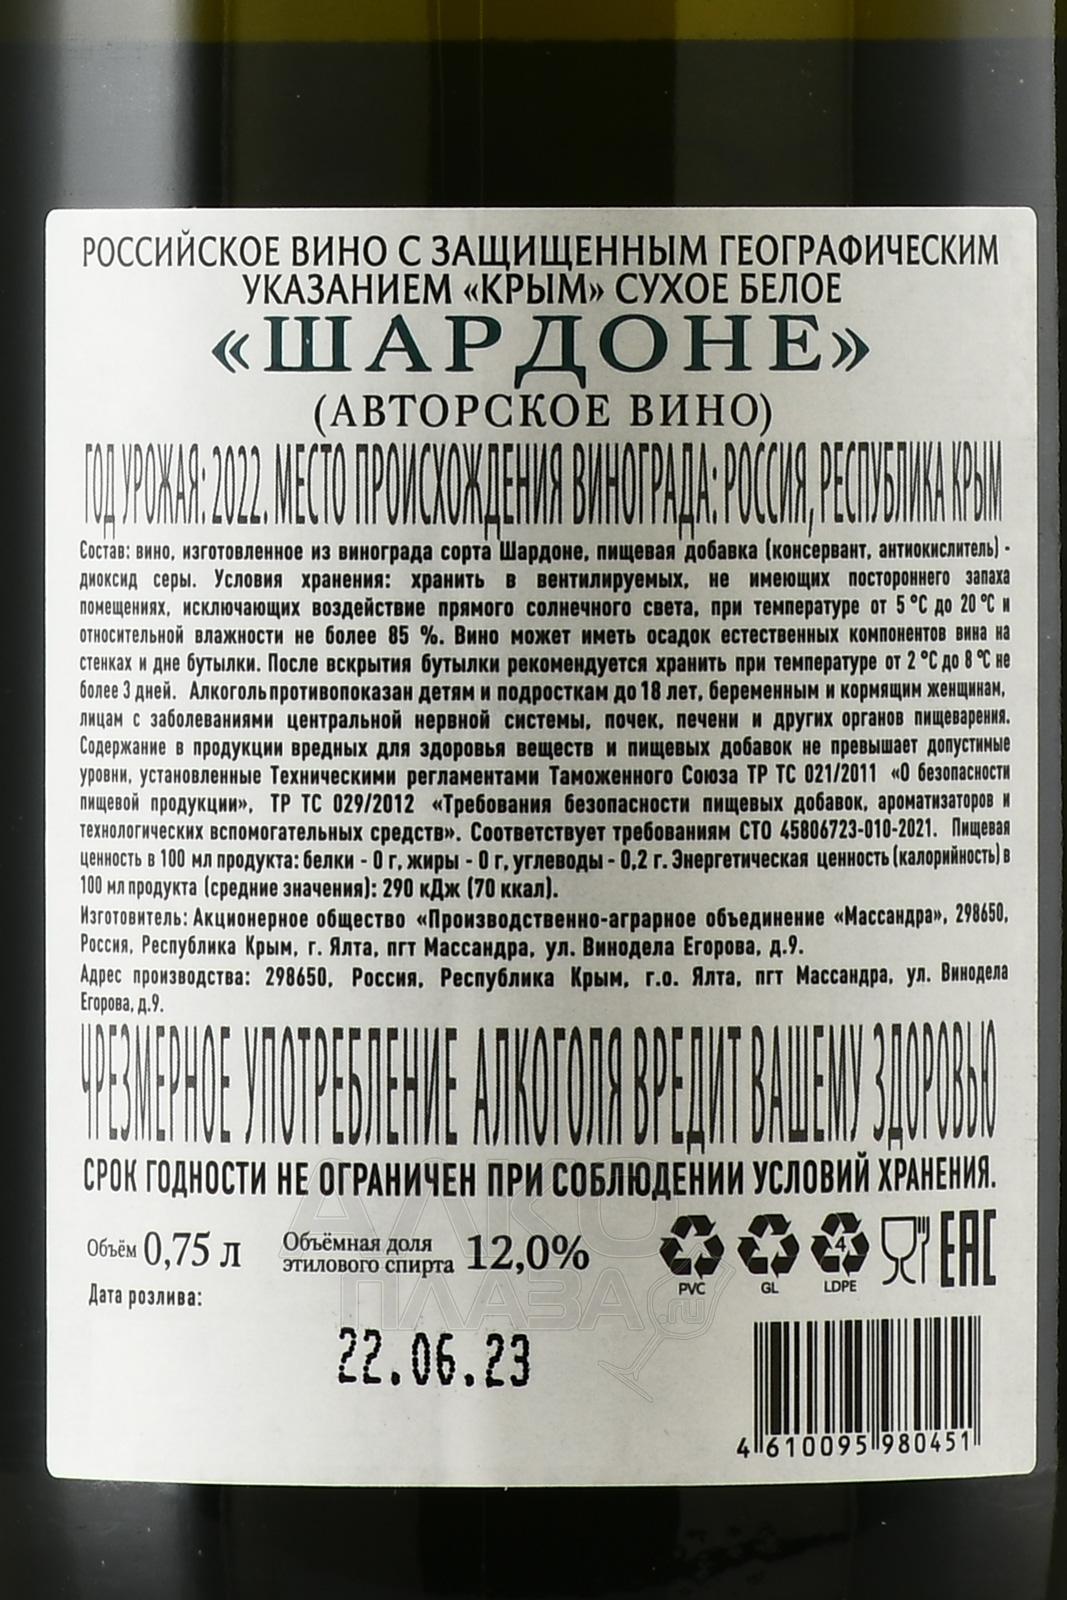 РОССИЙСКОЕ ВИНО С ЗАЩИЩЕННЫМ ГЕОГРАФИЧЕСКИМ
УКАЗАНИЕМ «КРЫМ» СУХОЕ БЕЛОЕ
«ШАРДОНЕ»
(АВТОРСКОЕ ВИНО)
ГОД УРОЖАЯ: 2022. МЕСТО ПРОИСХОЖДЕНИЯ ВИНОГРАДА: РОССИЯ, РЕСПУБЛИКА КРЫМ
Состав: вино, изготовленное из винограда сорта Шардоне, пищевая добавка (консервант, антиокислитель) -
диоксид серы. Условия хранения: хранить в вентилируемых, не имеющих постороннего запаха
помещениях, исключающих воздействие прямого солнечного света, при температуре от 5 °С до 20 °С и
относительной влажности не более 85 %. Вино может иметь осадок естественных компонентов вина на
стенках и дне бутылки. После вскрытия бутылки рекомендуется хранить при температуре от 2 °С до 8 °С не
более 3 дней. Алкоголь противопоказан детям и подросткам до 18 лет, беременным и кормящим женщинам,
лицам с заболеваниями центральной нервной системы, почек, печени и других органов пищеварения.
Содержание в продукции вредных для здоровья веществ и пищевых добавок не превышает допустимые
уровни, установленные Техническими регламентами Таможенного Союза ТР ТС 021/2011 «О безопасности
пищевой продукции», ТР ТС 029/2012 «Требования безопасности пищевых добавок, ароматизаторов и
технологических вспомогательных средств». Соответствует требованиям СТО 45806723-010-2021. Пищевая
ценность в 100 мл продукта: белки - 0 г, жиры - 0 г, углеводы - 0,2 г. Энергетическая ценность (калорийность) в
100 мл продукта (средние значения): 290 кДж (70 ккал).
Изготовитель: Акционерное общество «Производственно-аграрное объединение «Массандра», 298650,
Россия, Республика Крым, г. Ялта, пгт Массандра, ул. Винодела Егорова, д.9.
Адрес производства: 298650, Россия, Республика Крым, г.о. Ялта, пгт Массандра, ул. Винодела
Егорова, д.9.
ЧРЕЗМЕРНОЕ УПОТРЕБЛЕНИЕ АЛКОГОЛЯ ВРЕДИТ ВАШЕМУ ЗДОРОВЬЮ
СРОК ГОДНОСТИ НЕ ОГРАНИЧЕН ПРИ СОБЛЮДЕНИИ УСЛОВИЙ ХРАНЕНИЯ.
Объём 0,75 л Объёмная доля
этилового спирта 12,0%
4
PVC GL LDPE
EAC
Дата розлива:
22.06.23
4 610095 980451
АЛКО
ПЛАЗА.ru